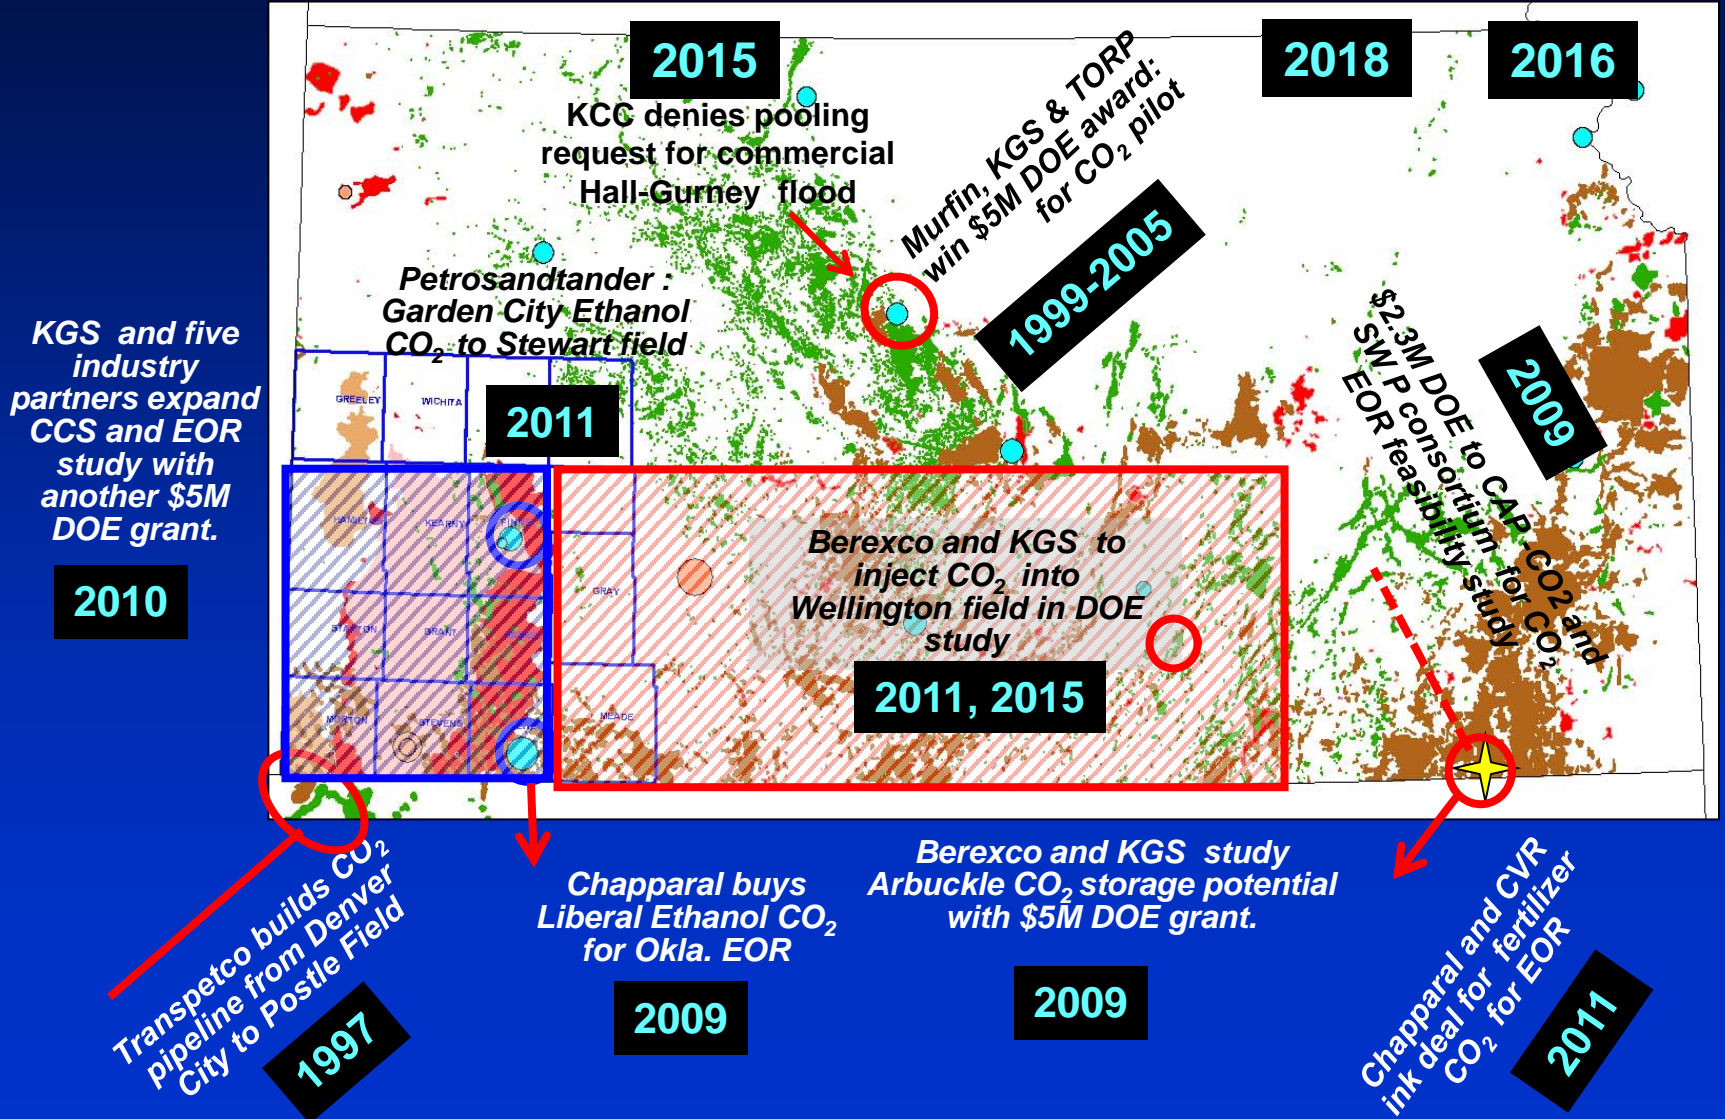 2015
2018
2016
KCC denies pooling
request for commercial
Hall-Gurney flood
Murfin, KGS & TORP
win $5M DOE award:
for CO2 pilot
1999-2005
Petrosandtander :
Garden City Ethanol
CO2 to Stewart field
2011
KGS and five
industry
partners expand
CCS and EOR
study with
another $5M
DOE grant.
2010
$2.3M DOE to CAP-CO2 and
SW P consortium for CO2
EOR feasibility study
2009
GREELEY
WICHITA
HAMILTON
KEARNY
STANTON
GRANT
MORTON
STEVENS
GRAY
MEADE
Berexco and KGS to
inject CO2 into
Wellington field in DOE
study
2011, 2015
Transpetco builds CO2
pipeline from Denver
City to Postle Field
1997
Chapparal buys
Liberal Ethanol CO2
for Okla. EOR
2009
Berexco and KGS study
Arbuckle CO2 storage potential
with $5M DOE grant.
2009
Chapparal and CVR
ink deal for fertilizer
CO2 for EOR
2011